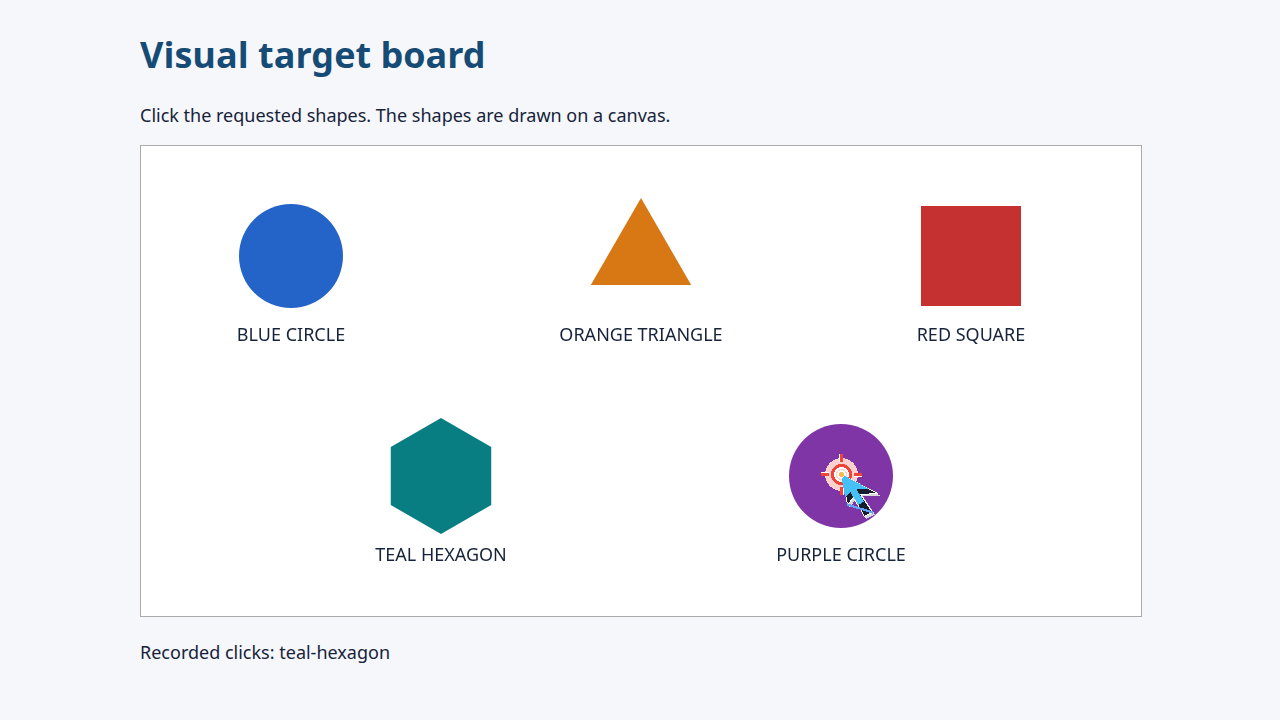 Visual target board
Click the requested shapes. The shapes are drawn on a canvas.
BLUE CIRCLE
ORANGE TRIANGLE
RED SQUARE
TEAL HEXAGON
PURPLE CIRCLE
Recorded clicks: teal-hexagon